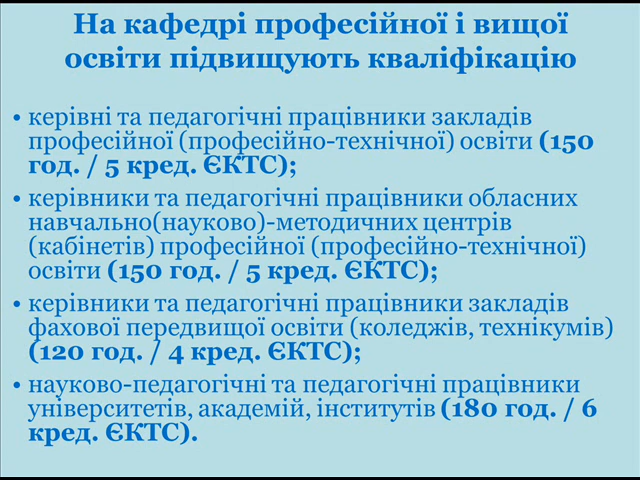 На кафедрі професійної і вищої
освіти підвищують кваліфікацію
• керівні та педагогічні працівники закладів
професійної (професійно-технічної) освіти (150
год. / 5 кред. ЄКТС);
• керівники та педагогічні працівники обласних
навчально(науково)-методичних центрів
(кабінетів) професійної (професійно-технічної)
освіти (150 год. / 5 кред. ЄКТС);
• керівники та педагогічні працівники закладів
фахової передвищої освіти (коледжів, технікумів)
(120 год. / 4 кред. ЄКТС);
• науково-педагогічні та педагогічні працівники
університетів, академій, інститутів (180 год. / 6
кред. ЄКТС).